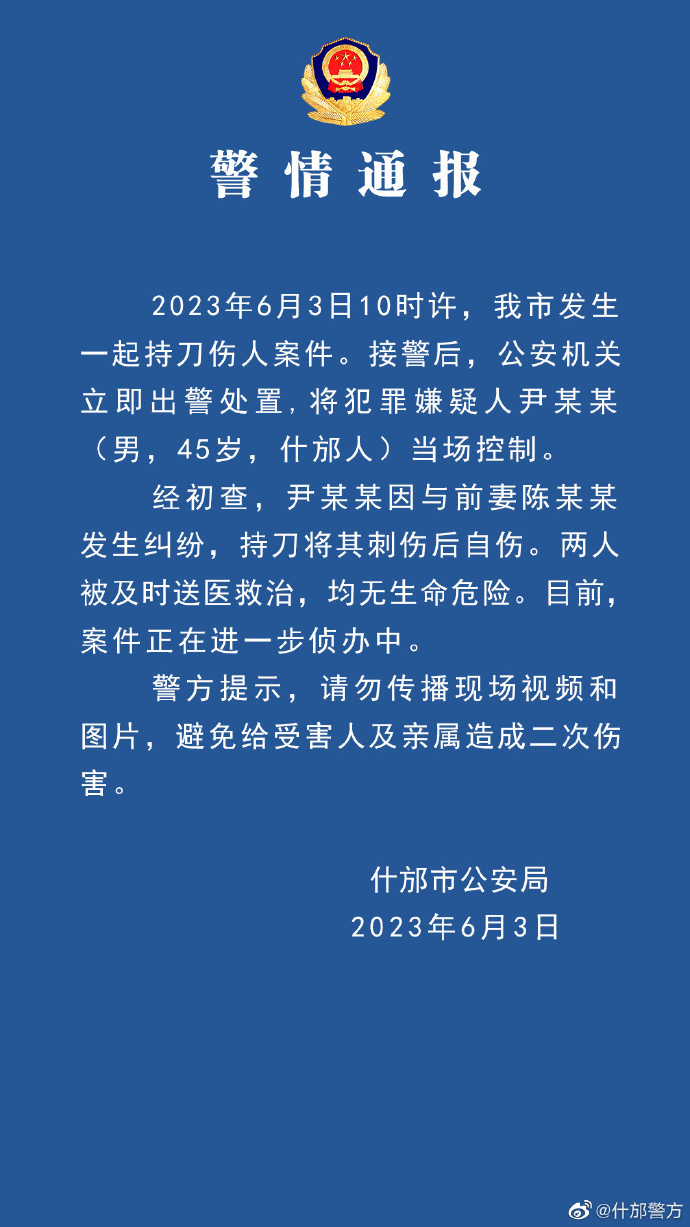 警情通报
2023年6月3日10时许，我市发生
一起持刀伤人案件。接警后，公安机关
立即出警处置,将犯罪嫌疑人尹某某
（男，45岁，什邡人）当场控制。
经初查，尹某某因与前妻陈某某
发生纠纷，持刀将其刺伤后自伤。两人
被及时送医救治，均无生命危险。目前，
案件正在进一步侦办中。
警方提示，请勿传播现场视频和
图片，避免给受害人及亲属造成二次伤
害。
什邡市公安局
2023年6月3日
@什邡警方